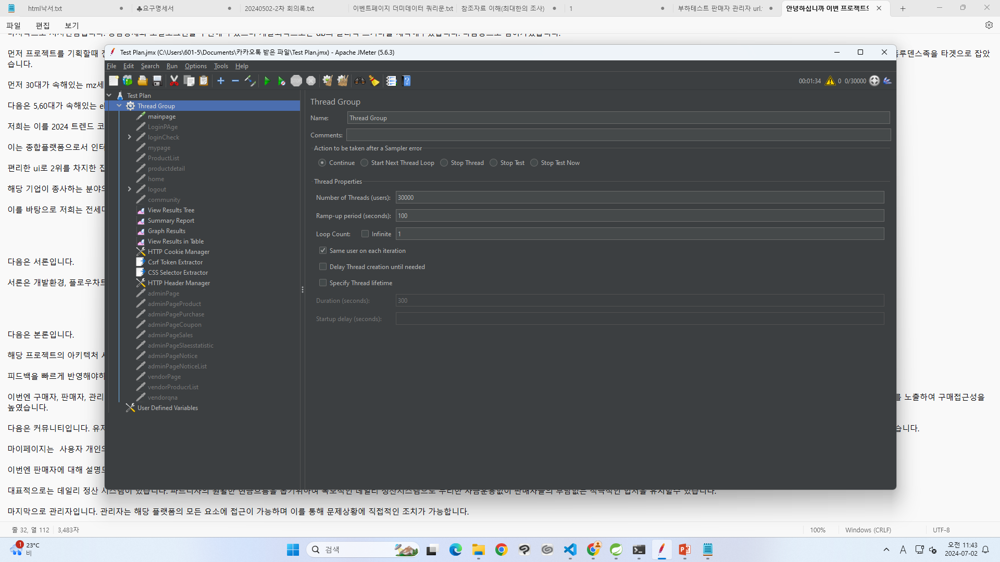 html낙서.txt
♣요구명세서
20240502-2차 회의록.txt
이벤트페이지 더미데이터 쿼리문.txt
참조자료 이해(최대한의 조사)
1
부하테스트 판매자 관리자 url.
안녕하십니까 이번 프로젝트의
파일 편집 보기
먼저 프로젝트를 기획할때
족을 타겟으로 잡았
습니다.
먼저 30대가 속해있는 mz세
다음은 5,60대가 속해있는
저희는 이를 2024 트렌드 코
이는 종합플랫폼으로서 인터
편리한 ui로 2위를 차지한
해당 기업이 종사하는 분야
이를 바탕으로 저희는 전세
다음은 서론입니다.
서론은 개발환경, 플로우차트
다음은 본론입니다.
해당 프로젝트의 아키텍처
피드백을 빠르게 반영해야
이번엔 구매자, 판매자, 관리
를 노출하여 구매접근성을
높였습니다.
다음은 커뮤니티입니다. 유저
습니다.
마이페이지는 사용자 개인
이번엔 판매자에 대해 설명
대표적으로는 데일리 정산 시스템이 있습니다.
마지막으로 관리자입니다. 관리자는 해당 플랫폼의 모든 요소에 접근이 가능하며 이를 통해 문제상황에 직접적인 조치가 가능합니다.
Test Plan.jmx (C:\Users\601-5\Documents\카카오톡 받은 파일\Test Plan.jmx) - Apache JMeter (5.6.3)
File Edit Search Run Options Tools Help
00:01:34 0 0/30000
Test Plan
Thread Group
mainpage
LoginPAge
loginCheck
mypage
ProductList
productdetail
home
logout
community
View Results Tree
Summary Report
Graph Results
View Results in Table
HTTP Cookie Manager
Csrf Token Extractor
CSS Selector Extractor
HTTP Header Manager
adminPage
adminPageProduct
adminPagePurchase
adminPageCoupon
adminPageSales
adminPageSlaesstatistic
adminPageNotice
adminPageNoticeList
vendorPage
vendorProducrList
vendorqna
User Defined Variables
Thread Group
Name: Thread Group
Comments:
Action to be taken after a Sampler error
Continue Start Next Thread Loop Stop Thread Stop Test Stop Test Now
Thread Properties
Number of Threads (users): 30000
Ramp-up period (seconds): 100
Loop Count: Infinite 1
Same user on each iteration
Delay Thread creation until needed
Specify Thread lifetime
Duration (seconds): 300
Startup delay (seconds):
줄 32, 열 112 3,483자
100% Windows (CRLF) UTF-8
1
23°C
비
검색
A
오전 11:43
2024-07-02